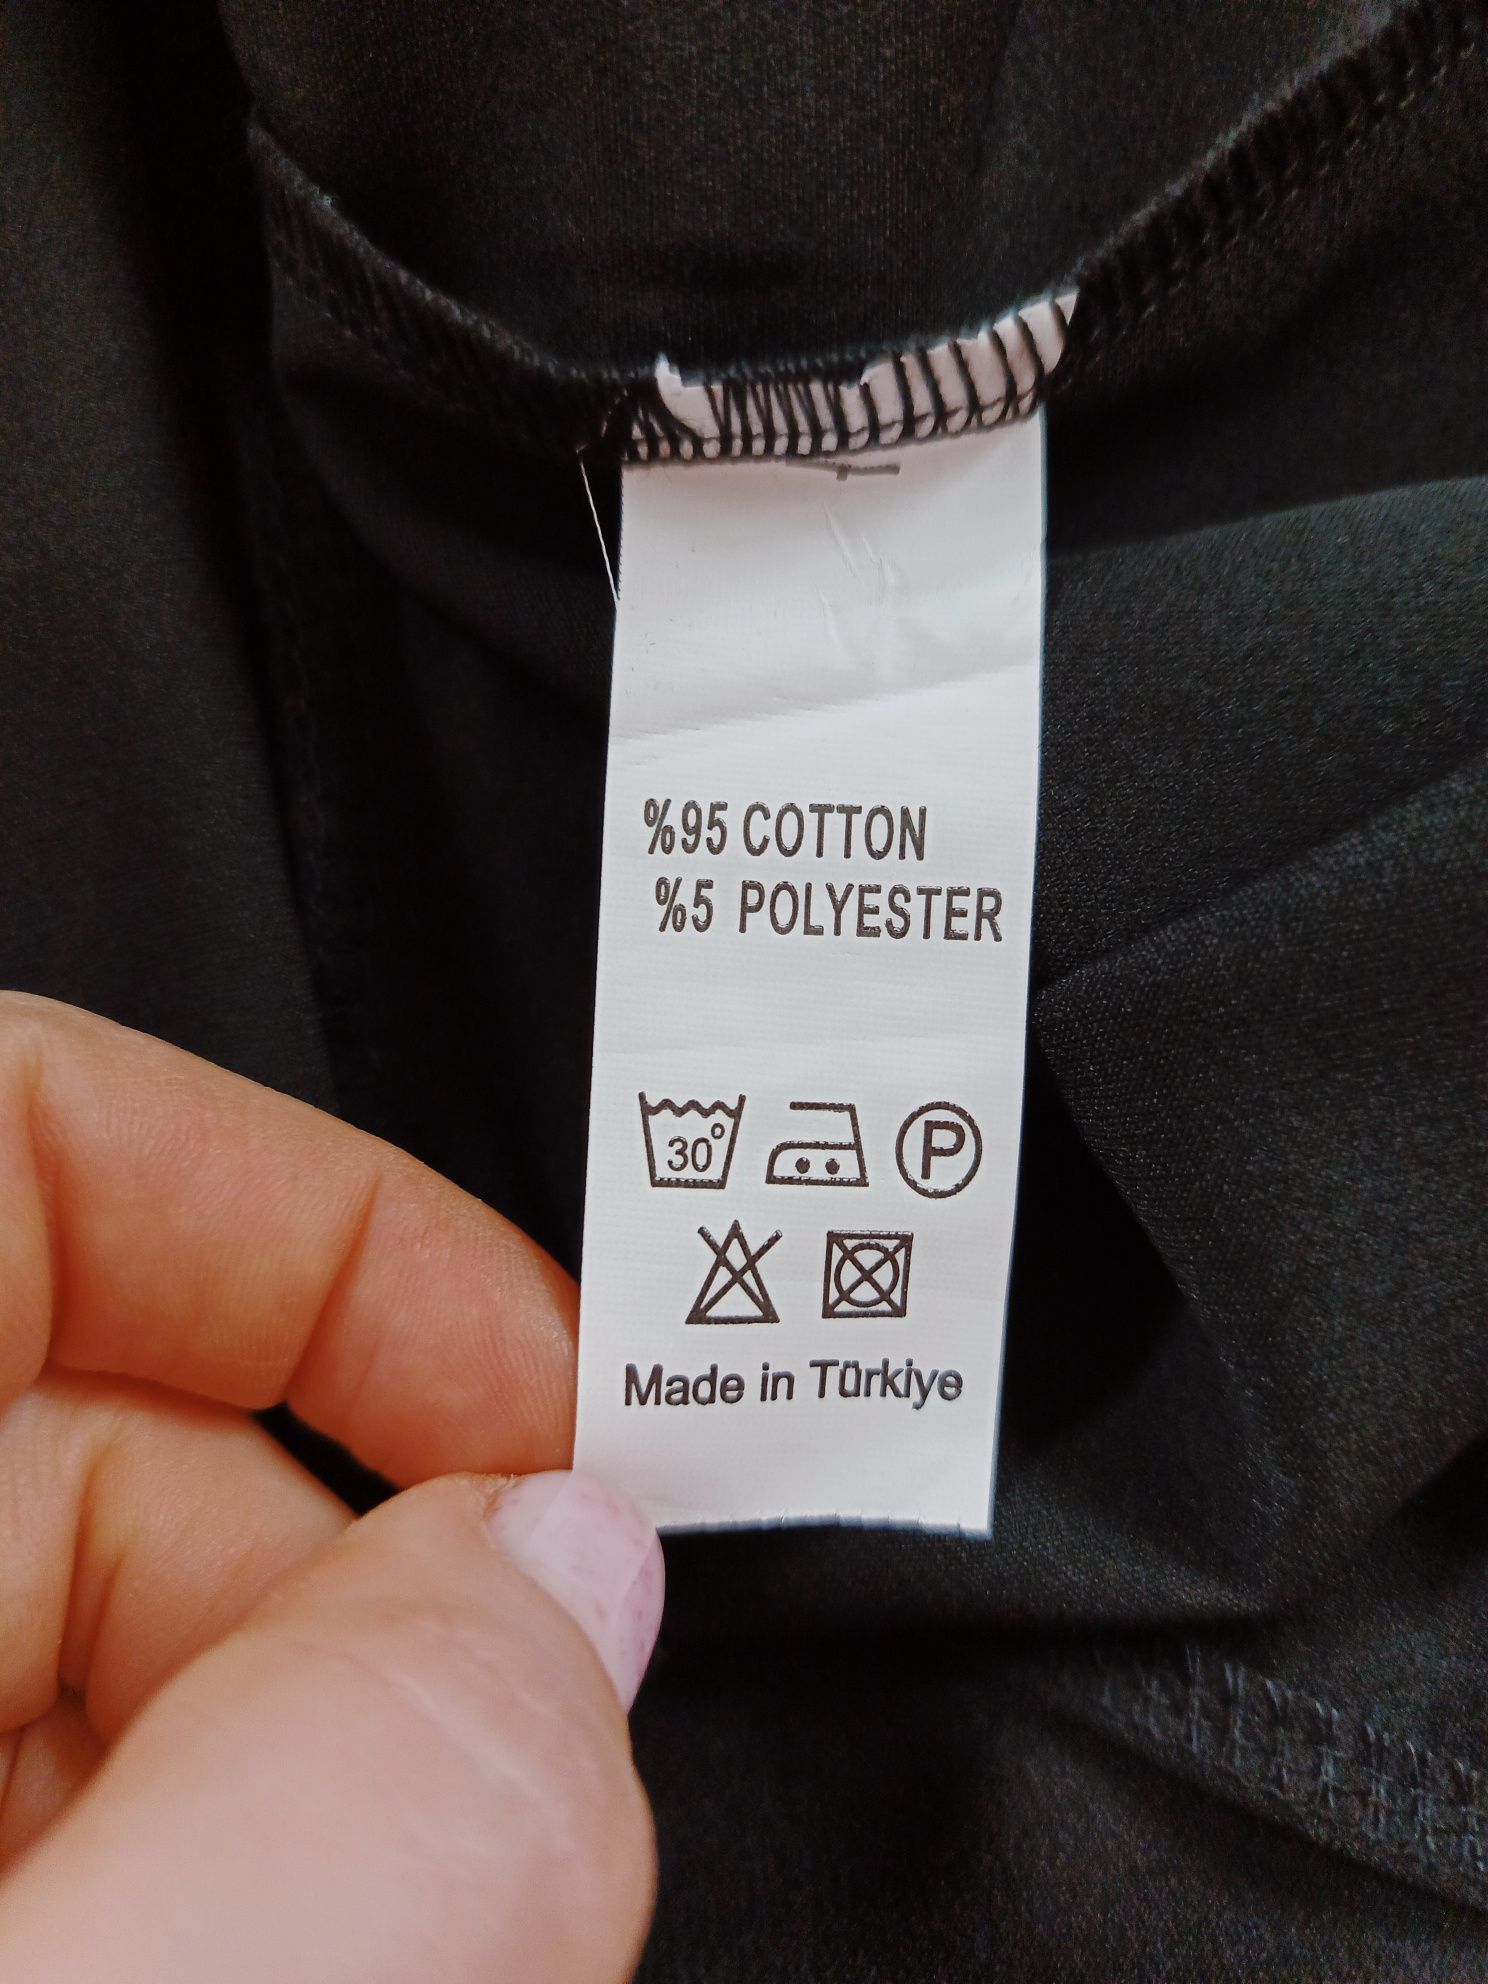 %95 COTTON
%5 POLYESTER
30° P
Made in Türkiye